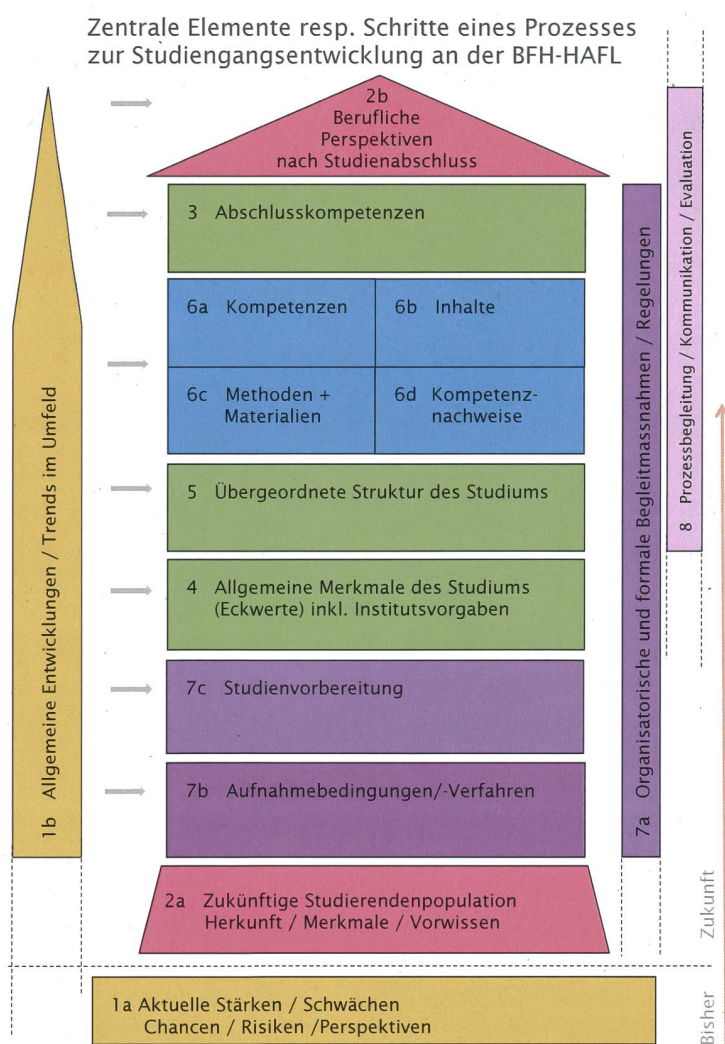 Zentrale Elemente resp. Schritte eines Prozesses
zur Studiengangsentwicklung an der BFH-HAFL
2b
Berufliche
Perspektiven
nach Studienabschluss
3 Abschlusskompetenzen
6a Kompetenzen
6b Inhalte
6c Methoden +
Materialien
6d Kompetenz-
nachweise
5 Übergeordnete Struktur des Studiums
4 Allgemeine Merkmale des Studiums
(Eckwerte) inkl. Institutsvorgaben
7c Studienvorbereitung
7b Aufnahmebedingungen/-Verfahren
2a Zukünftige Studierendenpopulation
Herkunft / Merkmale / Vorwissen
1a Aktuelle Stärken / Schwächen
Chancen / Risiken /Perspektiven
1b Allgemeine Entwicklungen / Trends im Umfeld
7a Organisatorische und formale Begleitmassnahmen / Regelungen
8 Prozessbegleitung / Kommunikation / Evaluation
Zukunft
Bisher